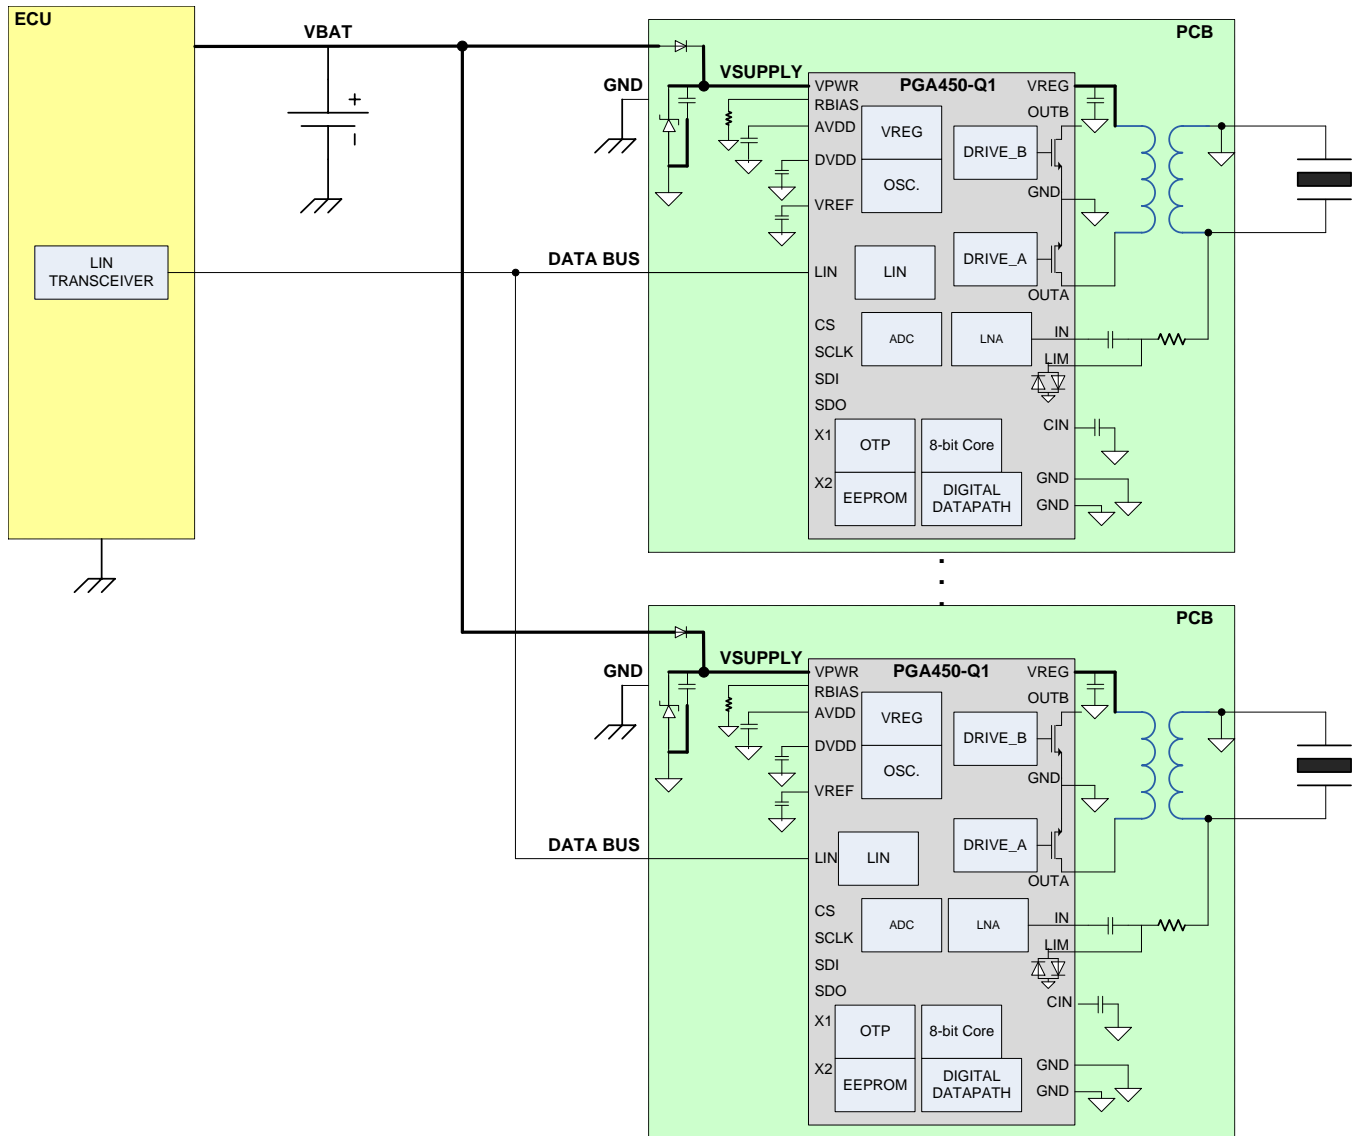 ECU
VBAT
PCB
GND
VSUPPLY
VPWR
PGA450-Q1
VREG
RBIAS
OUTB
AVDD
VREG
DRIVE_B
DVDD
OSC.
GND
VREF
DRIVE_A
LIN
TRANSCEIVER
DATA BUS
LIN
LIN
OUTA
CS
ADC
LNA
IN
SCLK
LIM
SDI
SDO
X1
OTP
8-bit Core
CIN
X2
EEPROM
DIGITAL
DATAPATH
GND
GND
PCB
GND
VSUPPLY
VPWR
PGA450-Q1
VREG
RBIAS
OUTB
AVDD
VREG
DRIVE_B
DVDD
OSC.
GND
VREF
DRIVE_A
DATA BUS
LIN
LIN
OUTA
CS
ADC
LNA
IN
SCLK
LIM
SDI
SDO
CIN
X1
OTP
8-bit Core
X2
EEPROM
DIGITAL
DATAPATH
GND
GND